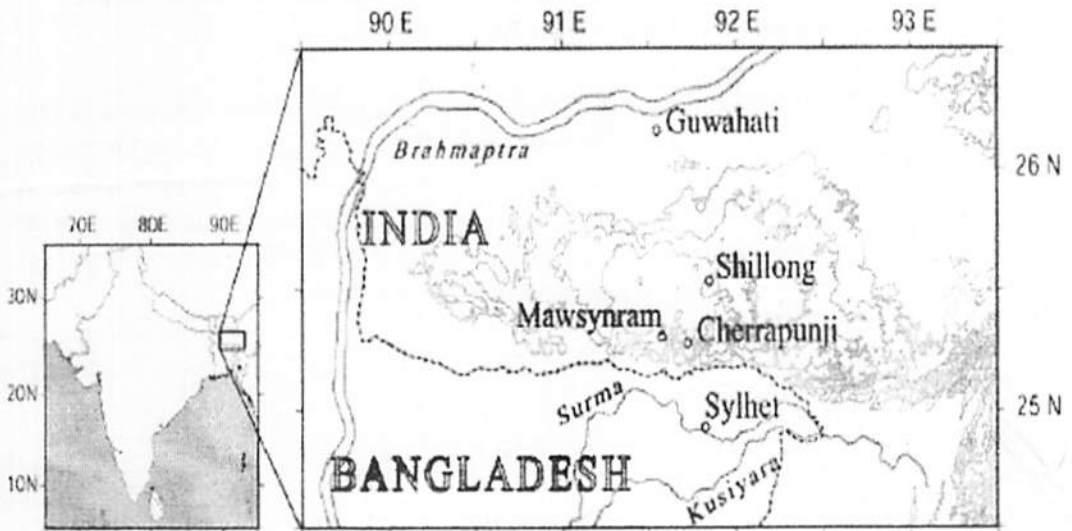 90 E 91 E 92 E 93 E
Guwahati
Brahmaptra
26 N
INDIA
70E 80E 90E
Shillong
30N
Mawsynram
Cherrapunji
20N
Surma
Sylhet
25 N
BANGLADESH
Kusiyara
10N